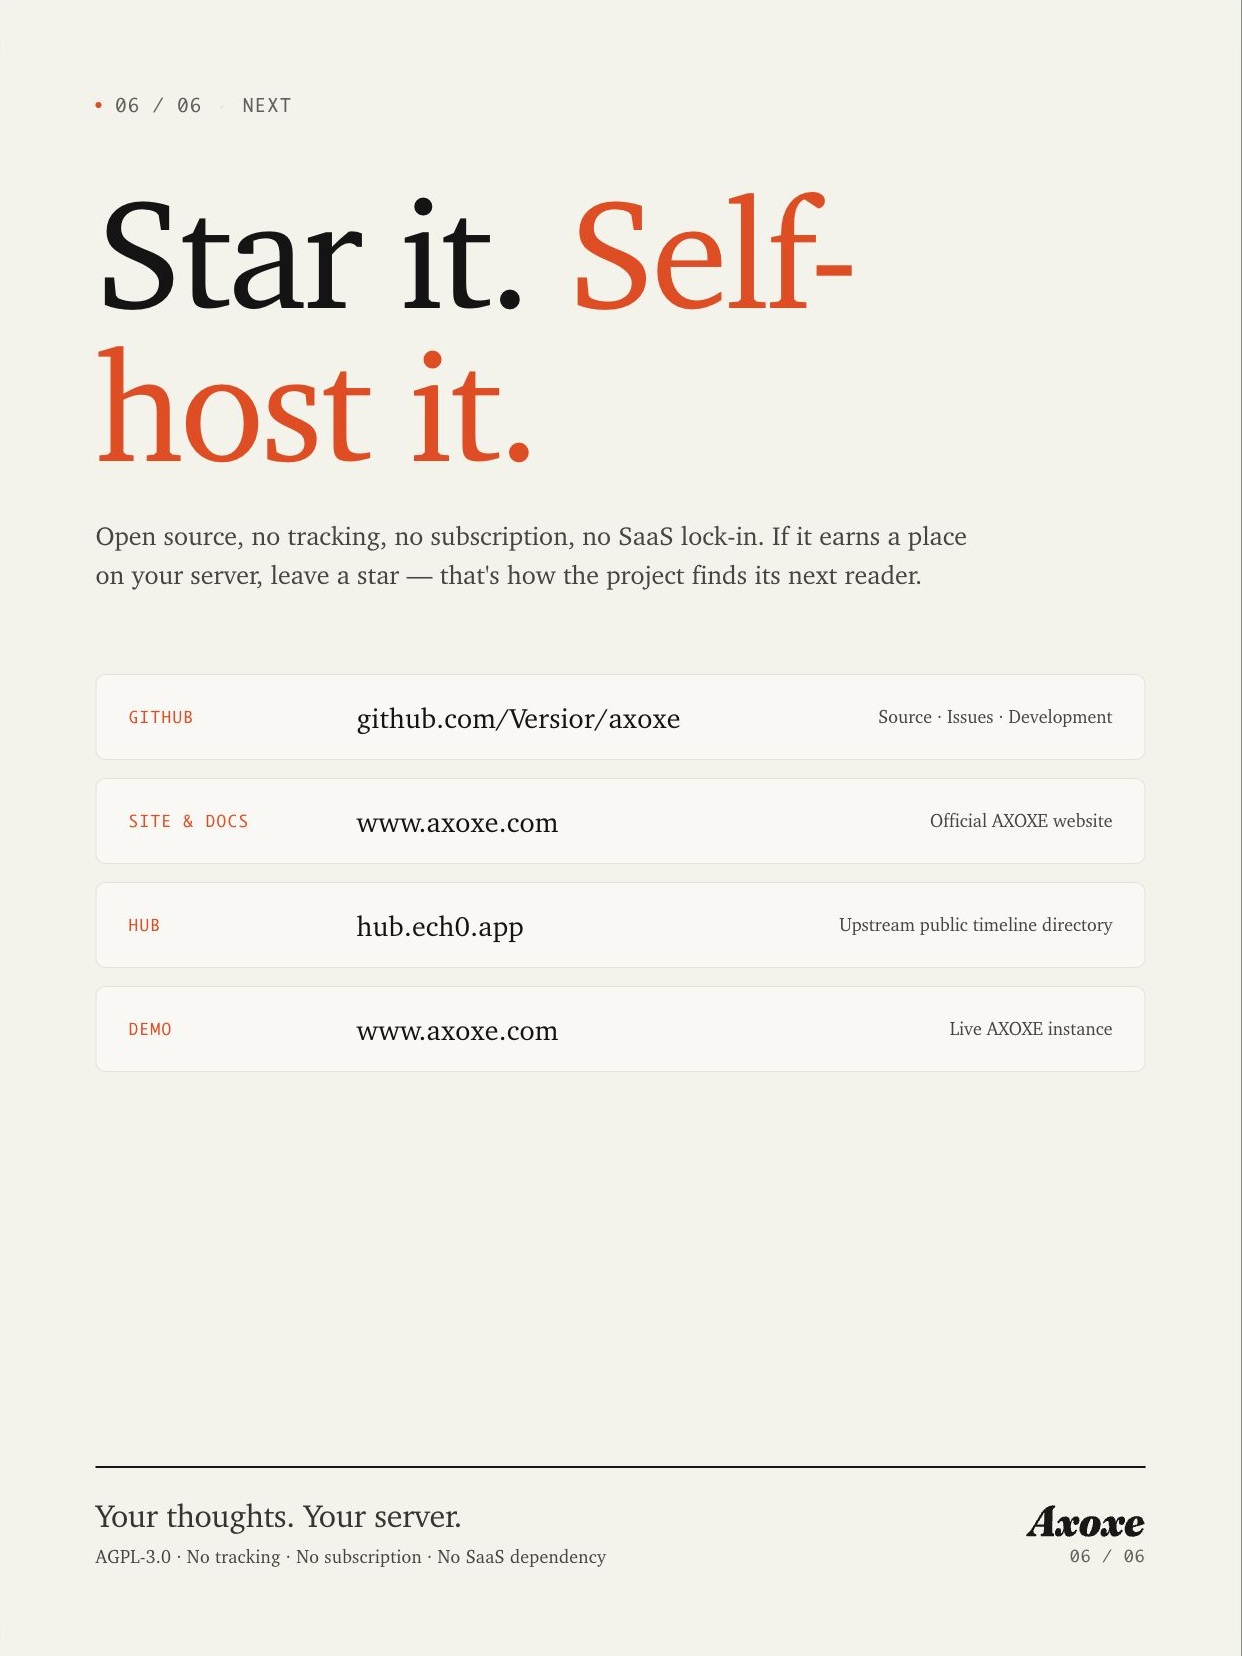 • 06 / 06 · NEXT
Star it. Self-
host it.
Open source, no tracking, no subscription, no SaaS lock-in. If it earns a place
on your server, leave a star — that's how the project finds its next reader.
GITHUB github.com/Versior/axoxe Source · Issues · Development
SITE & DOCS www.axoxe.com Official AXOXE website
HUB hub.ech0.app Upstream public timeline directory
DEMO www.axoxe.com Live AXOXE instance
Your thoughts. Your server.
AGPL-3.0 · No tracking · No subscription · No SaaS dependency
Axoxe
06 / 06